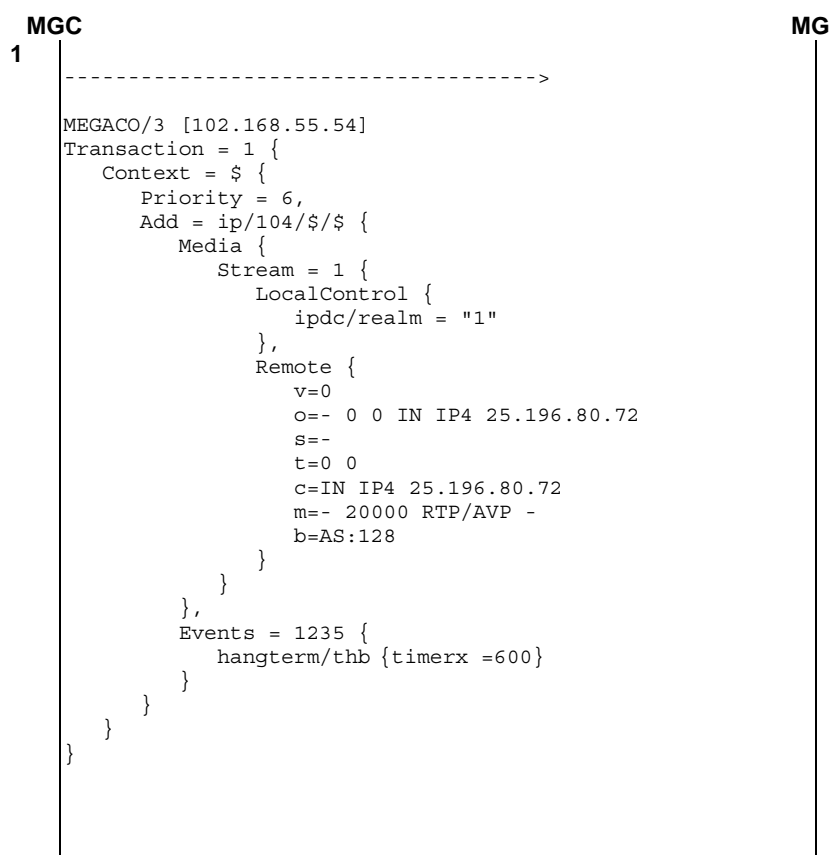 MGC MG
1
------------------------------------->
MEGACO/3 [102.168.55.54]
Transaction = 1 {
Context = $ {
Priority = 6,
Add = ip/104/$/$ {
Media {
Stream = 1 {
LocalControl {
ipdc/realm = "1"
},
Remote {
v=0
o=- 0 0 IN IP4 25.196.80.72
s=-
t=0 0
c=IN IP4 25.196.80.72
m=- 20000 RTP/AVP -
b=AS:128
}
}
},
Events = 1235 {
hangterm/thb {timerx =600}
}
}
}
}